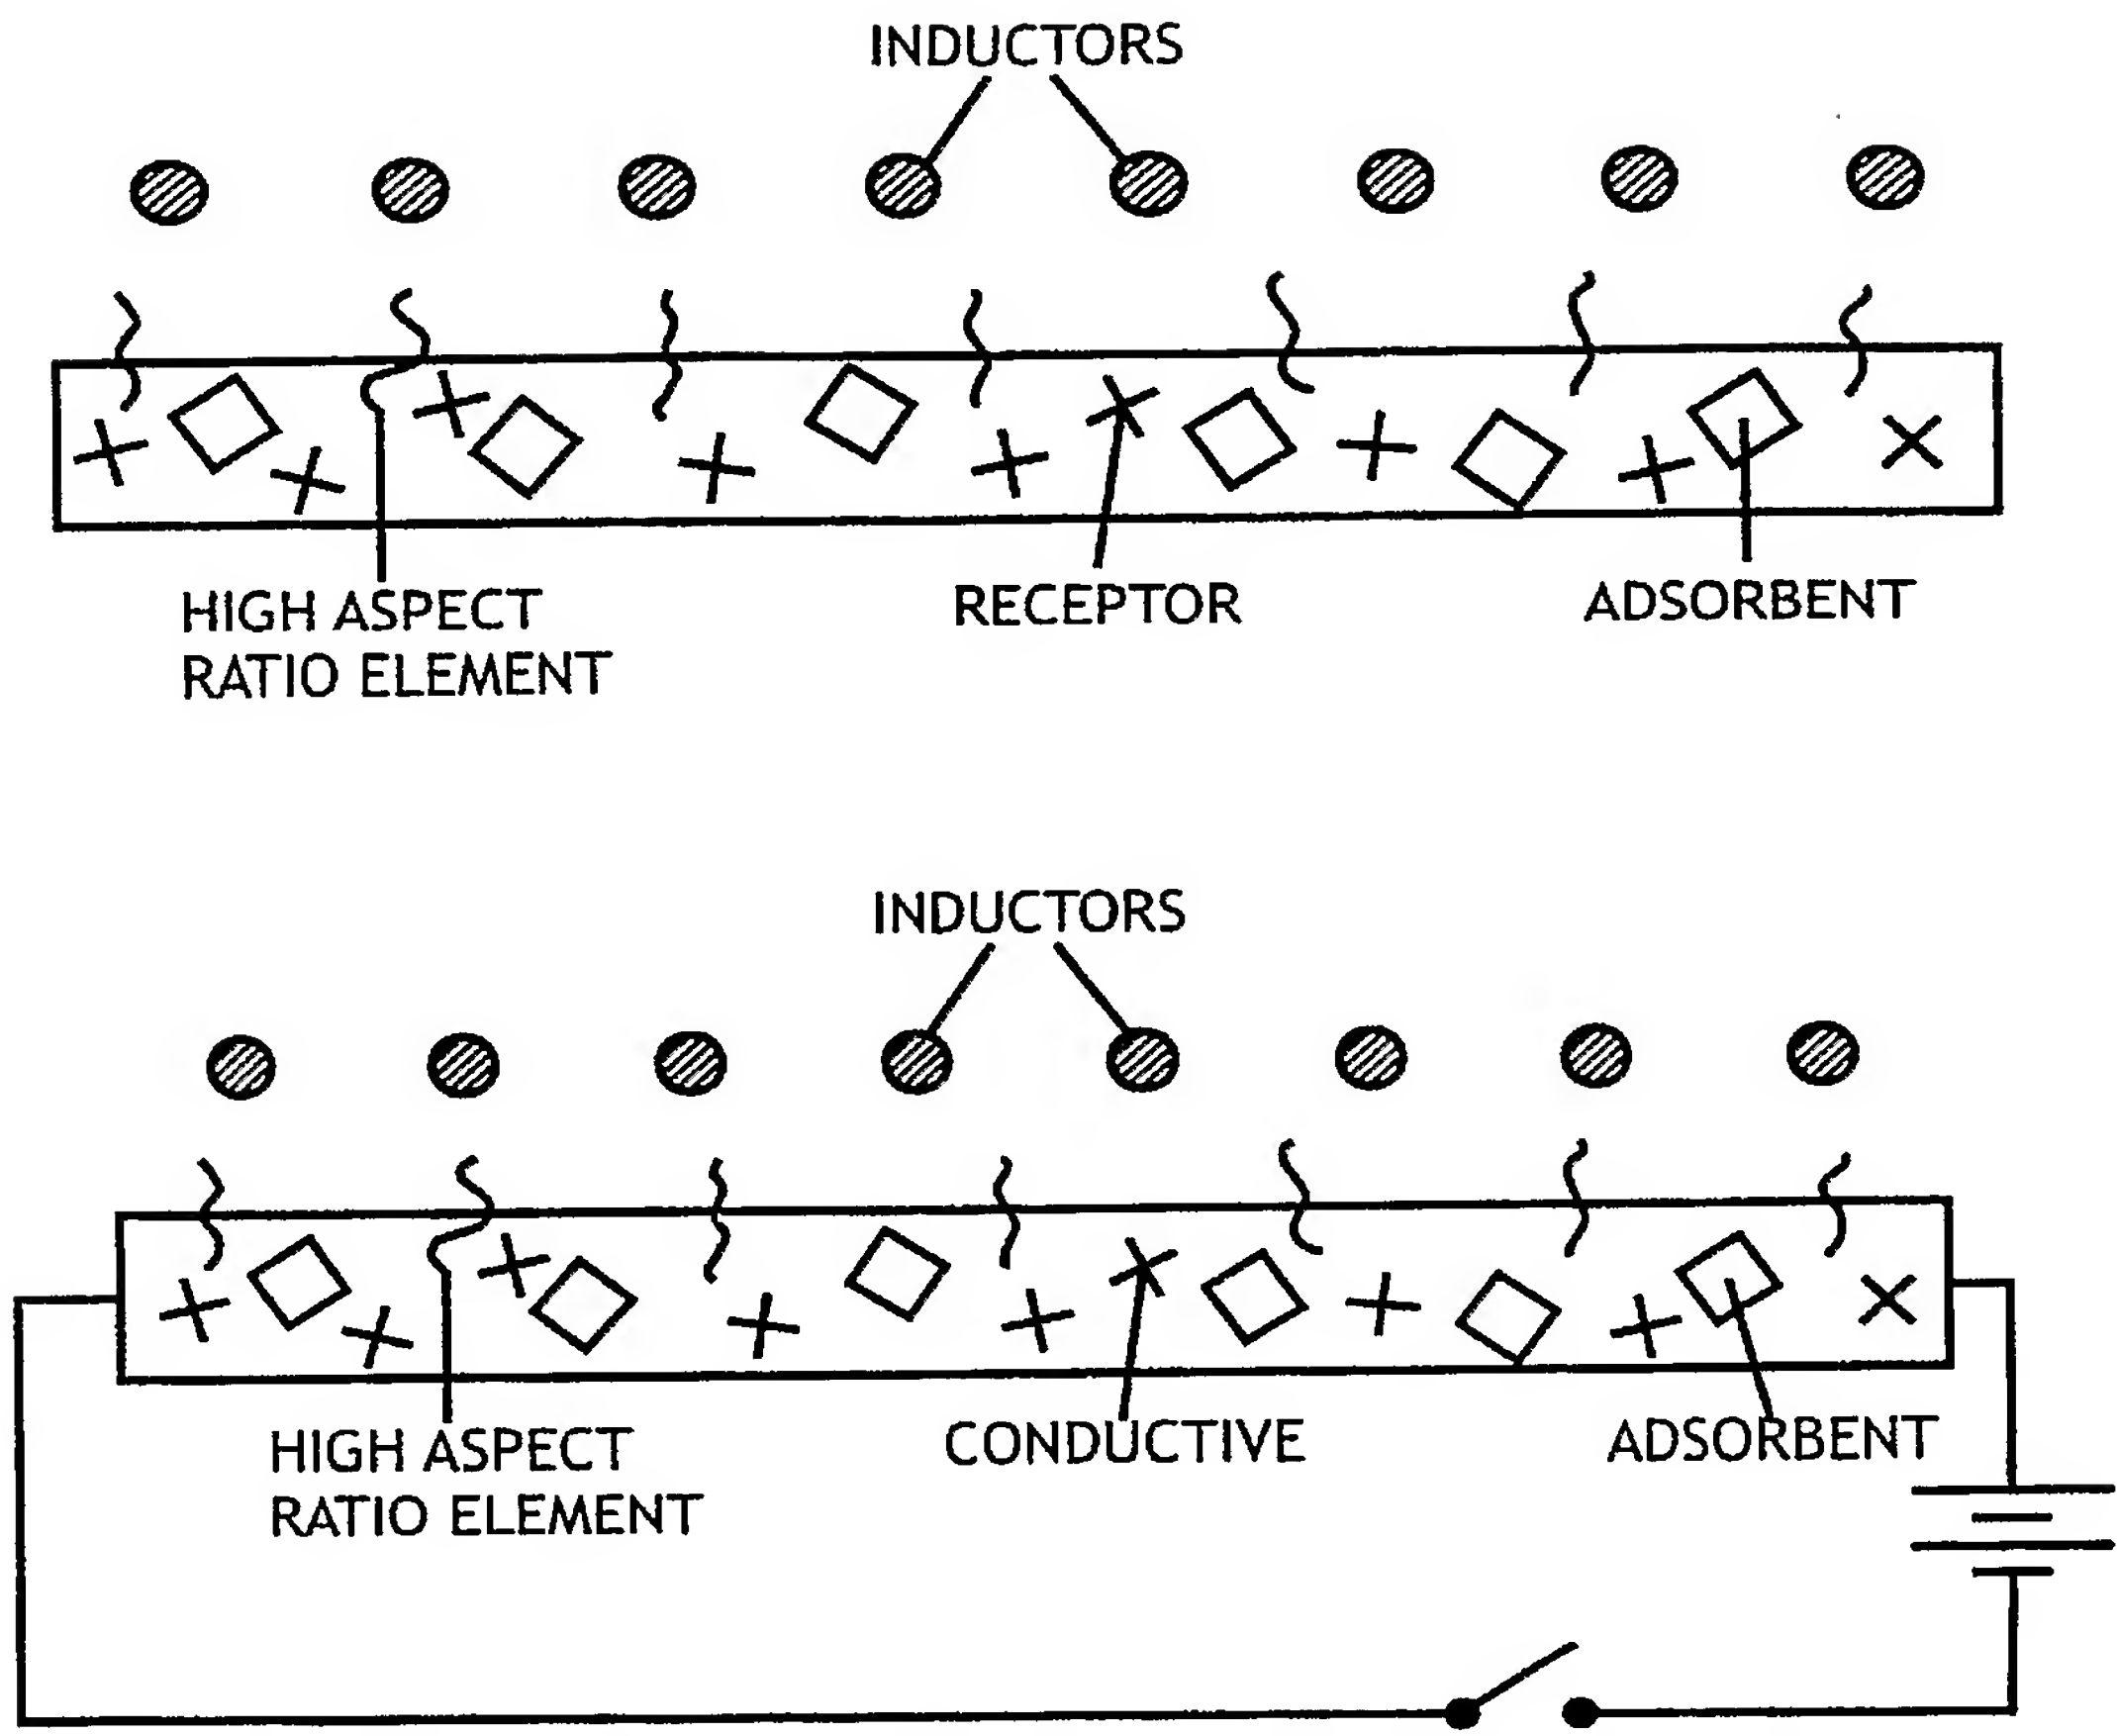 INDUCTORS
HIGH ASPECT
RATIO ELEMENT
RECEPTOR
ADSORBENT
INDUCTORS
HIGH ASPECT
RATIO ELEMENT
CONDUCTIVE
ADSORBENT